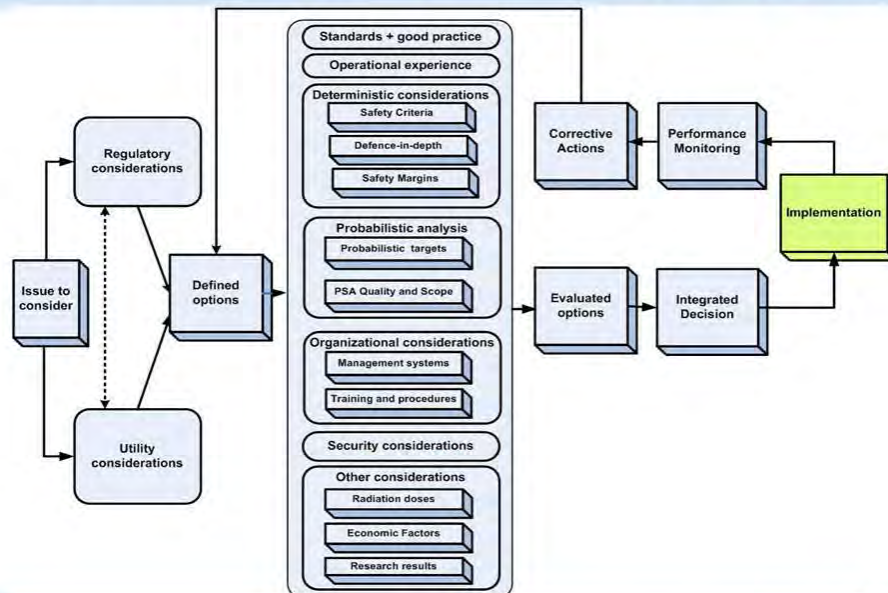 Issue to
consider
Regulatory
considerations
Utility
considerations
Defined
options
Standards + good practice
Operational experience
Deterministic considerations
Safety Criteria
Defence-in-depth
Safety Margins
Probabilistic analysis
Probabilistic targets
PSA Quality and Scope
Organizational considerations
Management systems
Training and procedures
Security considerations
Other considerations
Radiation doses
Economic Factors
Research results
Evaluated
options
Integrated
Decision
Implementation
Performance
Monitoring
Corrective
Actions